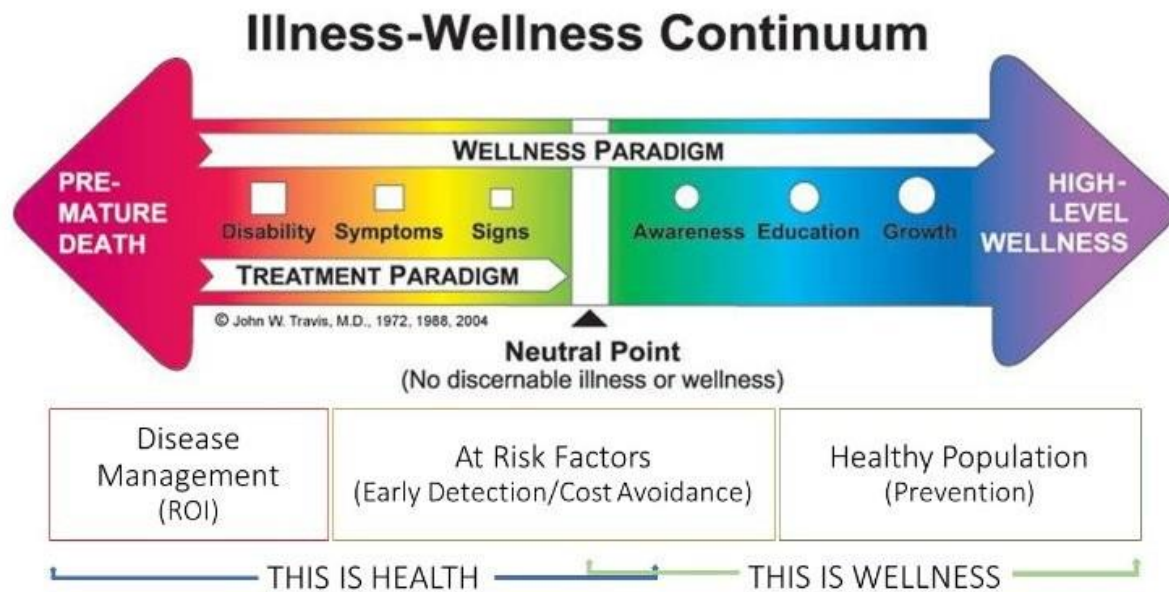 Illness-Wellness Continuum
WELLNESS PARADIGM
PRE-
MATURE
DEATH
HIGH-
LEVEL
WELLNESS
Disability Symptoms Signs Awareness Education Growth
TREATMENT PARADIGM
© John W. Travis, M.D., 1972, 1988, 2004
Neutral Point
(No discernable illness or wellness)
Disease
Management
(ROI)
At Risk Factors
(Early Detection/Cost Avoidance)
Healthy Population
(Prevention)
THIS IS HEALTH
THIS IS WELLNESS